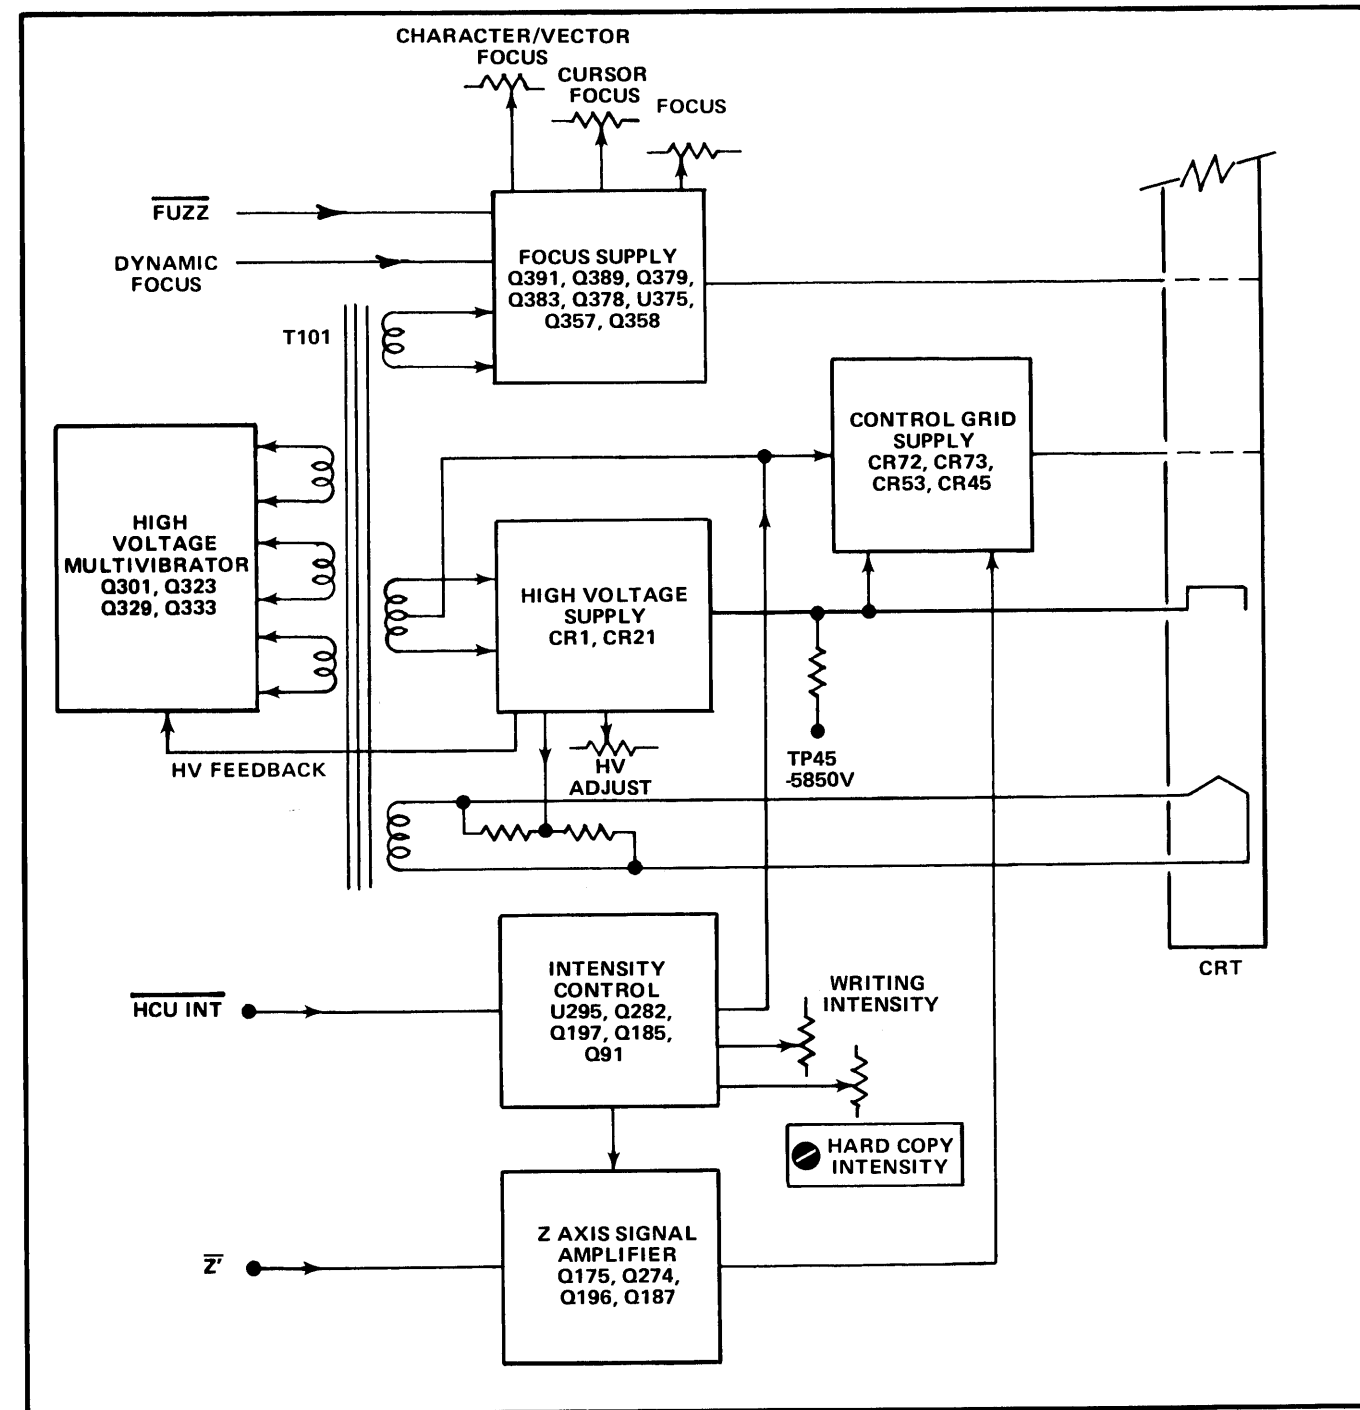 CHARACTER/VECTOR
FOCUS
CURSOR
FOCUS
FOCUS
FUZZ
DYNAMIC
FOCUS
FOCUS SUPPLY
Q391, Q389, Q379,
Q383, Q378, U375,
Q357, Q358
T101
CONTROL GRID
SUPPLY
CR72, CR73,
CR53, CR45
HIGH
VOLTAGE
MULTIVIBRATOR
Q301, Q323
Q329, Q333
HIGH VOLTAGE
SUPPLY
CR1, CR21
HV FEEDBACK
HV
ADJUST
TP45
-5850V
CRT
HCU INT
INTENSITY
CONTROL
U295, Q282,
Q197, Q185,
Q91
WRITING
INTENSITY
HARD COPY
INTENSITY
Z'
Z AXIS SIGNAL
AMPLIFIER
Q175, Q274,
Q196, Q187